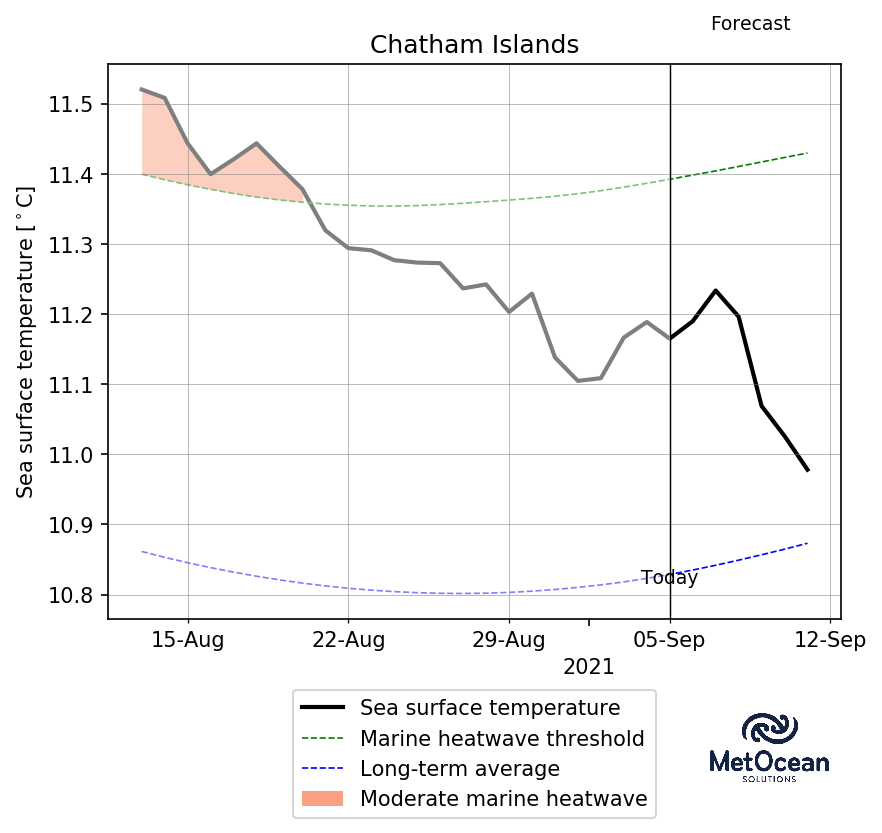 Forecast
Chatham Islands
Sea surface temperature [ °C]
11.5
11.4
11.3
11.2
11.1
11.0
10.9
10.8
Today
15-Aug 22-Aug 29-Aug 05-Sep 12-Sep
2021
Sea surface temperature
Marine heatwave threshold
Long-term average
Moderate marine heatwave
MetOcean
SOLUTIONS